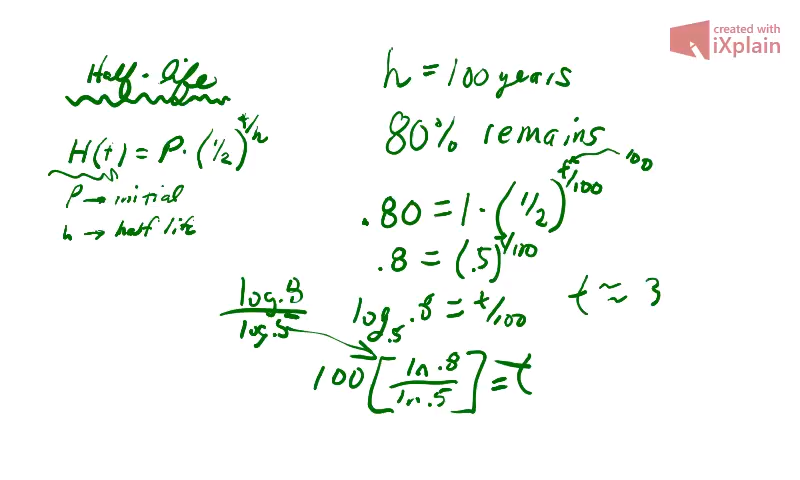 created with
iXplain
Half-life
H(t) = P · (1/2)^t/h
P → initial
h → half life
h = 100 years
80% remains
100
.80 = 1 · (1/2)^t/100
.8 = (.5)^t/100
log .8 / log .5
log.5 .8 = t/100
t ≈ 3
100 [ ln .8 / ln .5 ] = t